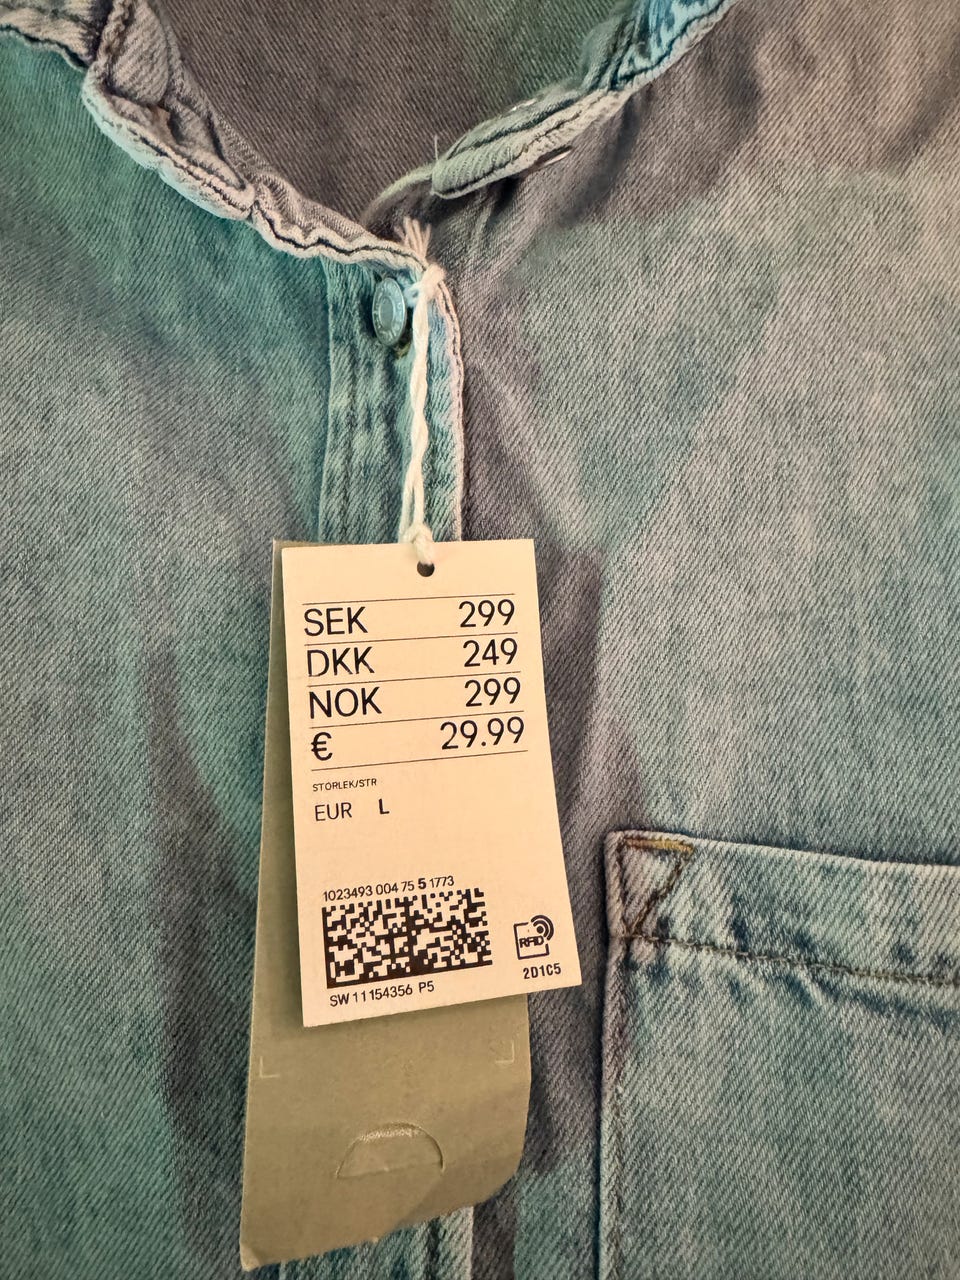 SEK 299
DKK 249
NOK 299
€ 29.99
STORLEK/STR
EUR L
1023493 004 75 5 1773
RFID
2D1C5
SW 11154356 P5